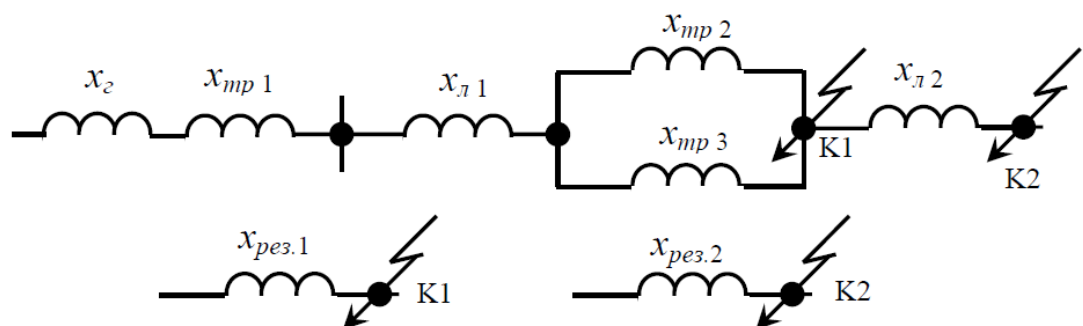 x_тр 2
x_г x_тр 1 x_л 1 x_л 2
x_тр 3 K1
K2
x_рез.1 x_рез.2
K1 K2